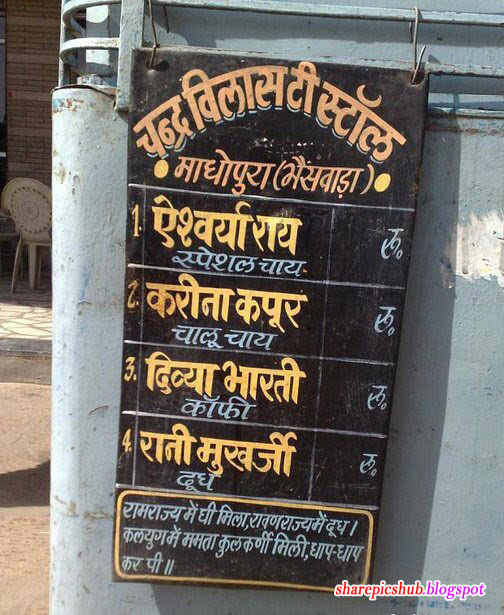 चन्द्र विलास टी स्टॉल
माधोपुरा (भैंसवाड़ा)
1. ऐश्वर्या राय रू.
स्पेशल चाय
2. करीना कपूर रू.
चालू चाय
3. दिव्या भारती रू.
कॉफी
4. रानी मुखर्जी रू.
दूध
रामराज्य में घी मिला, रावणराज्य में दूध।
कलयुग में ममता कुलकर्णी मिली, धाप-धाप
कर पी॥
sharepicshub.blogspot